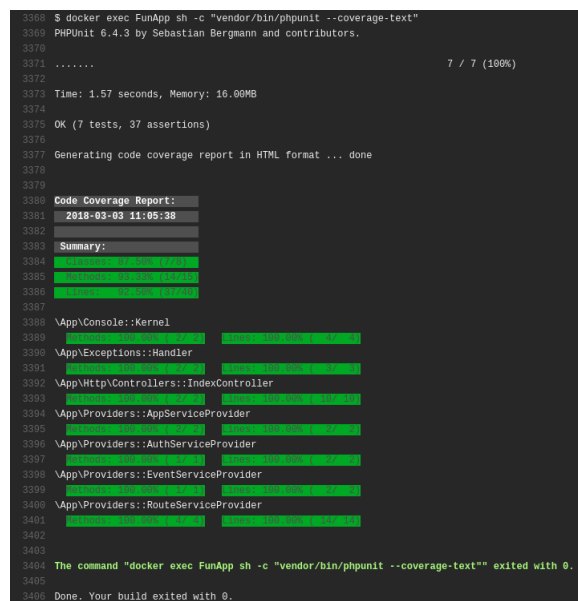 3368 $ docker exec FunApp sh -c "vendor/bin/phpunit --coverage-text"
3369 PHPUnit 6.4.3 by Sebastian Bergmann and contributors.
3370
3371 ....... 7 / 7 (100%)
3372
3373 Time: 1.57 seconds, Memory: 16.00MB
3374
3375 OK (7 tests, 37 assertions)
3376
3377 Generating code coverage report in HTML format ... done
3378
3379
3380 Code Coverage Report:
3381 2018-03-03 11:05:38
3382
3383 Summary:
3384 Classes: 87.50% (7/8)
3385 Methods: 93.33% (14/15)
3386 Lines: 92.50% (37/40)
3387
3388 \App\Console::Kernel
3389 Methods: 100.00% ( 2/ 2) Lines: 100.00% ( 4/ 4)
3390 \App\Exceptions::Handler
3391 Methods: 100.00% ( 2/ 2) Lines: 100.00% ( 3/ 3)
3392 \App\Http\Controllers::IndexController
3393 Methods: 100.00% ( 2/ 2) Lines: 100.00% ( 10/ 10)
3394 \App\Providers::AppServiceProvider
3395 Methods: 100.00% ( 2/ 2) Lines: 100.00% ( 2/ 2)
3396 \App\Providers::AuthServiceProvider
3397 Methods: 100.00% ( 1/ 1) Lines: 100.00% ( 2/ 2)
3398 \App\Providers::EventServiceProvider
3399 Methods: 100.00% ( 1/ 1) Lines: 100.00% ( 2/ 2)
3400 \App\Providers::RouteServiceProvider
3401 Methods: 100.00% ( 4/ 4) Lines: 100.00% ( 14/ 14)
3402
3403
3404 The command "docker exec FunApp sh -c "vendor/bin/phpunit --coverage-text"" exited with 0.
3405
3406 Done. Your build exited with 0.